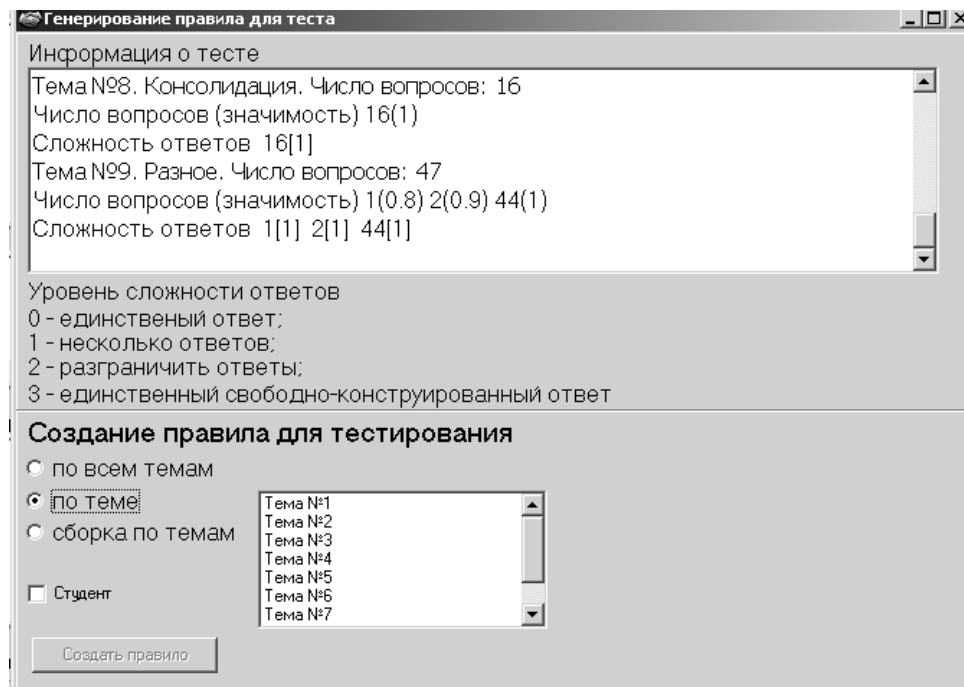 Генерирование правила для теста
Информация о тесте
Тема №8. Консолидация. Число вопросов: 16
Число вопросов (значимость) 16(1)
Сложность ответов 16[1]
Тема №9. Разное. Число вопросов: 47
Число вопросов (значимость) 1(0.8) 2(0.9) 44(1)
Сложность ответов 1[1] 2[1] 44[1]
Уровень сложности ответов
0 - единственый ответ;
1 - несколько ответов;
2 - разграничить ответы;
3 - единственный свободно-конструированный ответ
Создание правила для тестирования
по всем темам
по теме
сборка по темам
Тема №1
Тема №2
Тема №3
Тема №4
Тема №5
Тема №6
Тема №7
Студент
Создать правило